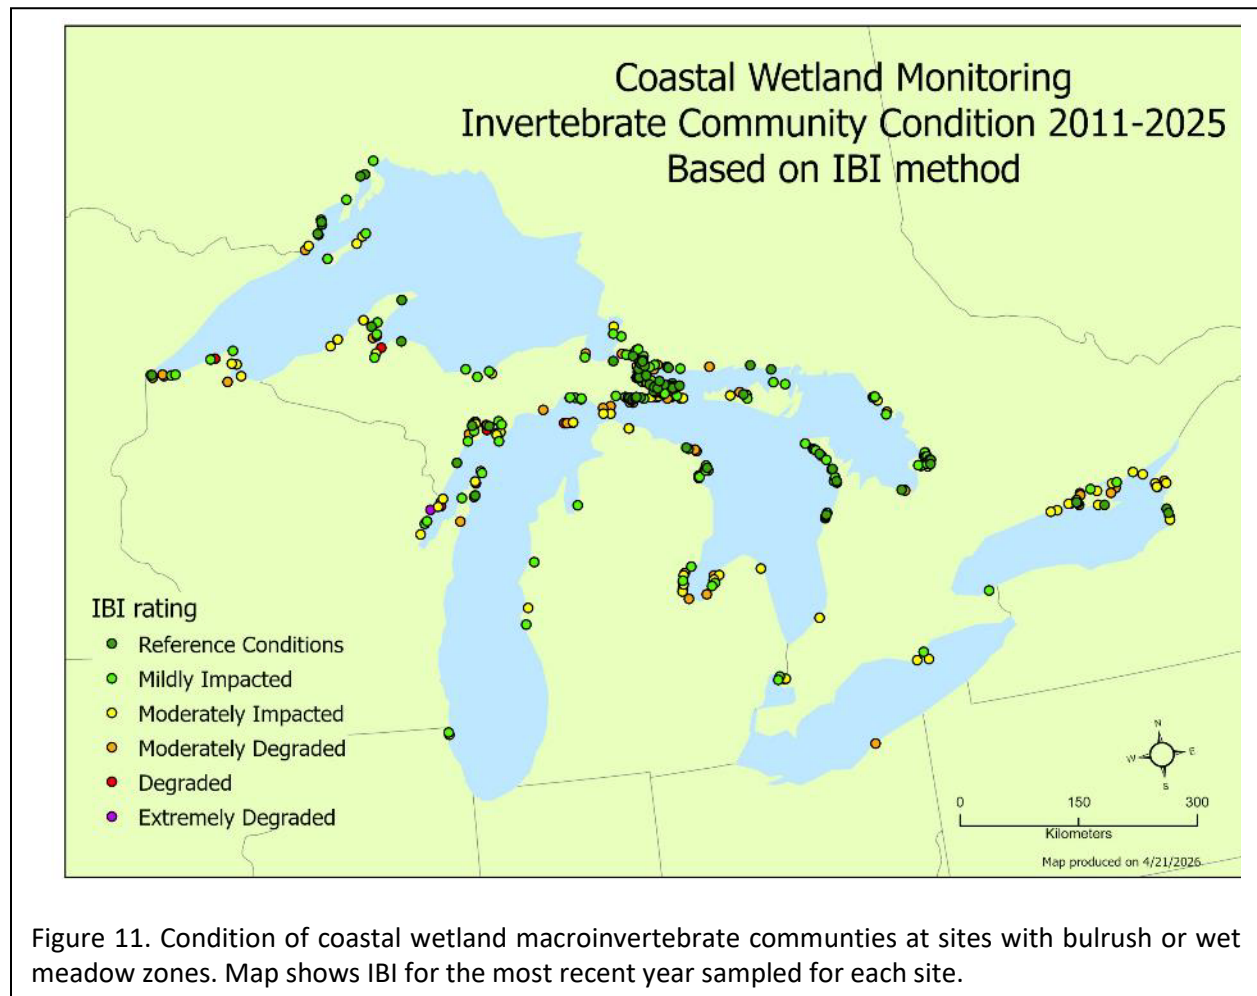 Coastal Wetland Monitoring
Invertebrate Community Condition 2011-2025
Based on IBI method
IBI rating
Reference Conditions
Mildly Impacted
Moderately Impacted
Moderately Degraded
Degraded
Extremely Degraded
N
W E
S
0 150 300
Kilometers
Map produced on 4/21/2026
Figure 11. Condition of coastal wetland macroinvertebrate communties at sites with bulrush or wet
meadow zones. Map shows IBI for the most recent year sampled for each site.